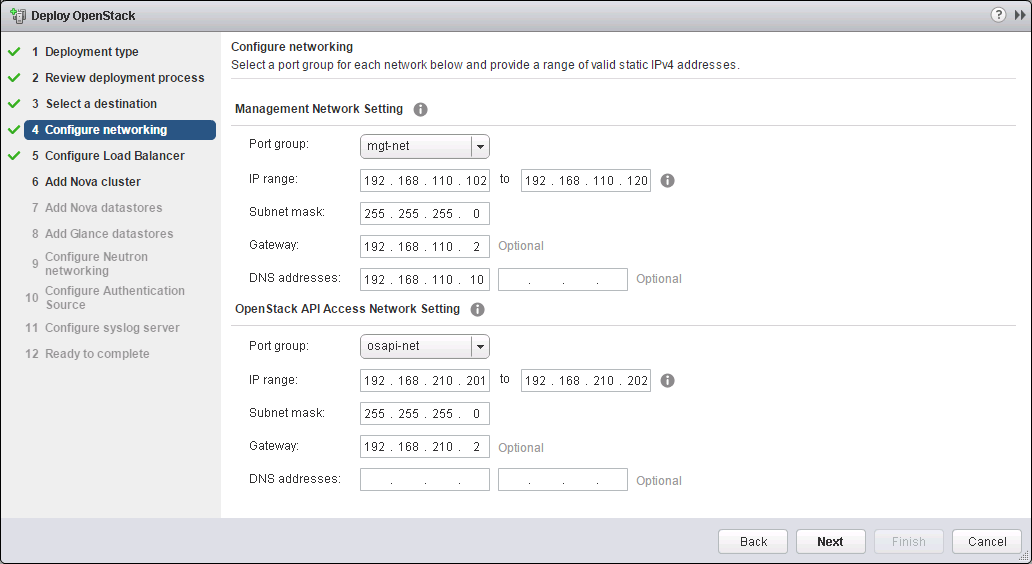 Deploy OpenStack
?
1 Deployment type
2 Review deployment process
3 Select a destination
4 Configure networking
5 Configure Load Balancer
6 Add Nova cluster
7 Add Nova datastores
8 Add Glance datastores
9 Configure Neutron
networking
10 Configure Authentication
Source
11 Configure syslog server
12 Ready to complete
Configure networking
Select a port group for each network below and provide a range of valid static IPv4 addresses.
Management Network Setting i
Port group: mgt-net
IP range: 192 . 168 . 110 . 102 to 192 . 168 . 110 . 120 i
Subnet mask: 255 . 255 . 255 . 0
Gateway: 192 . 168 . 110 . 2 Optional
DNS addresses: 192 . 168 . 110 . 10 . . . Optional
OpenStack API Access Network Setting i
Port group: osapi-net
IP range: 192 . 168 . 210 . 201 to 192 . 168 . 210 . 202 i
Subnet mask: 255 . 255 . 255 . 0
Gateway: 192 . 168 . 210 . 2 Optional
DNS addresses: . . . . . . Optional
Back Next Finish Cancel